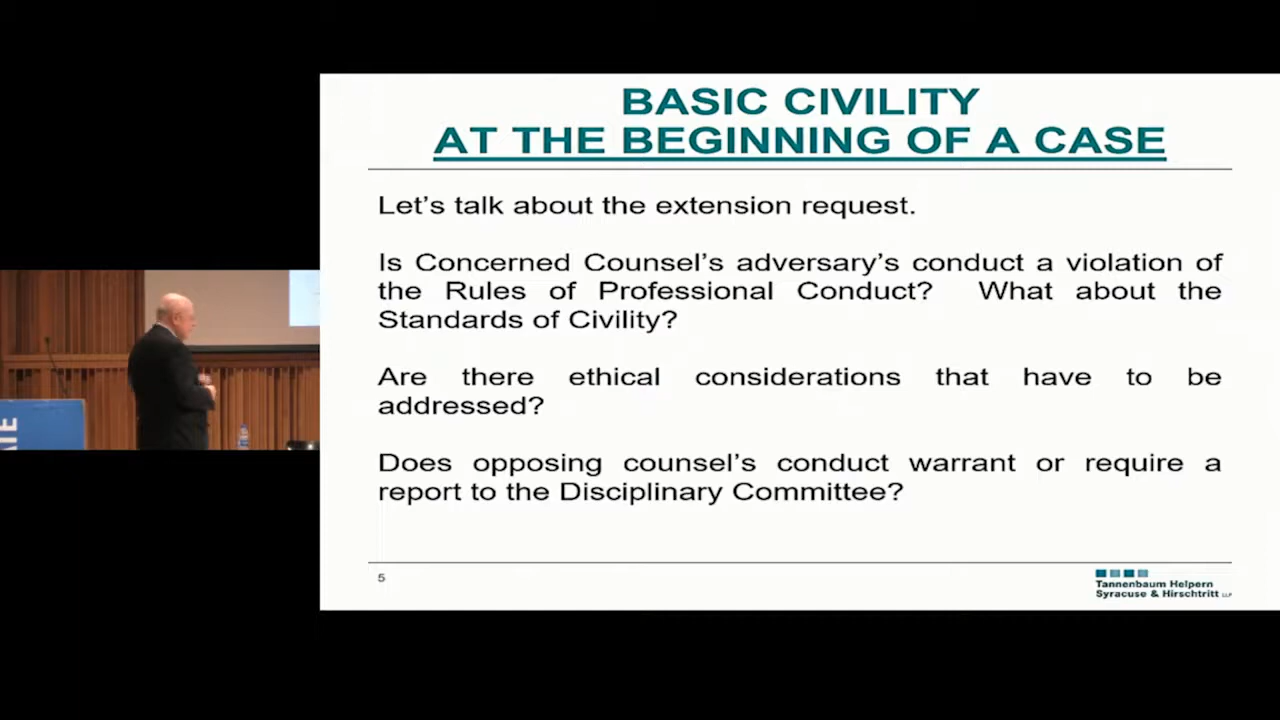 BASIC CIVILITY
AT THE BEGINNING OF A CASE
Let's talk about the extension request.
Is Concerned Counsel's adversary's conduct a violation of
the Rules of Professional Conduct? What about the
Standards of Civility?
Are there ethical considerations that have to be
addressed?
Does opposing counsel's conduct warrant or require a
report to the Disciplinary Committee?
5
Tannenbaum Helpern
Syracuse & Hirschtritt LLP